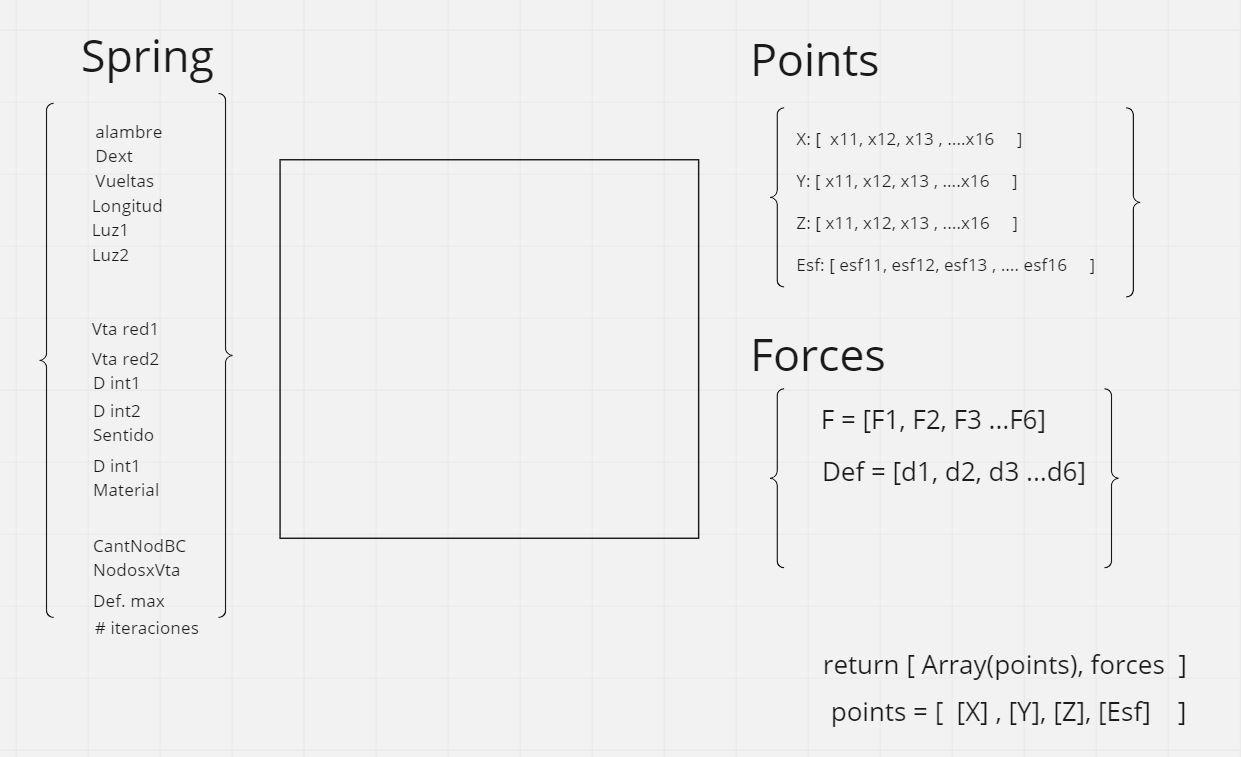 Spring
alambre
Dext
Vueltas
Longitud
Luz1
Luz2
Vta red1
Vta red2
D int1
D int2
Sentido
D int1
Material
CantNodBC
NodosxVta
Def. max
# iteraciones
Points
X: [ x11, x12, x13 , ....x16 ]
Y: [ x11, x12, x13 , ....x16 ]
Z: [ x11, x12, x13 , ....x16 ]
Esf: [ esf11, esf12, esf13 , .... esf16 ]
Forces
F = [F1, F2, F3 ...F6]
Def = [d1, d2, d3 ...d6]
return [ Array(points), forces ]
points = [ [X] , [Y], [Z], [Esf] ]